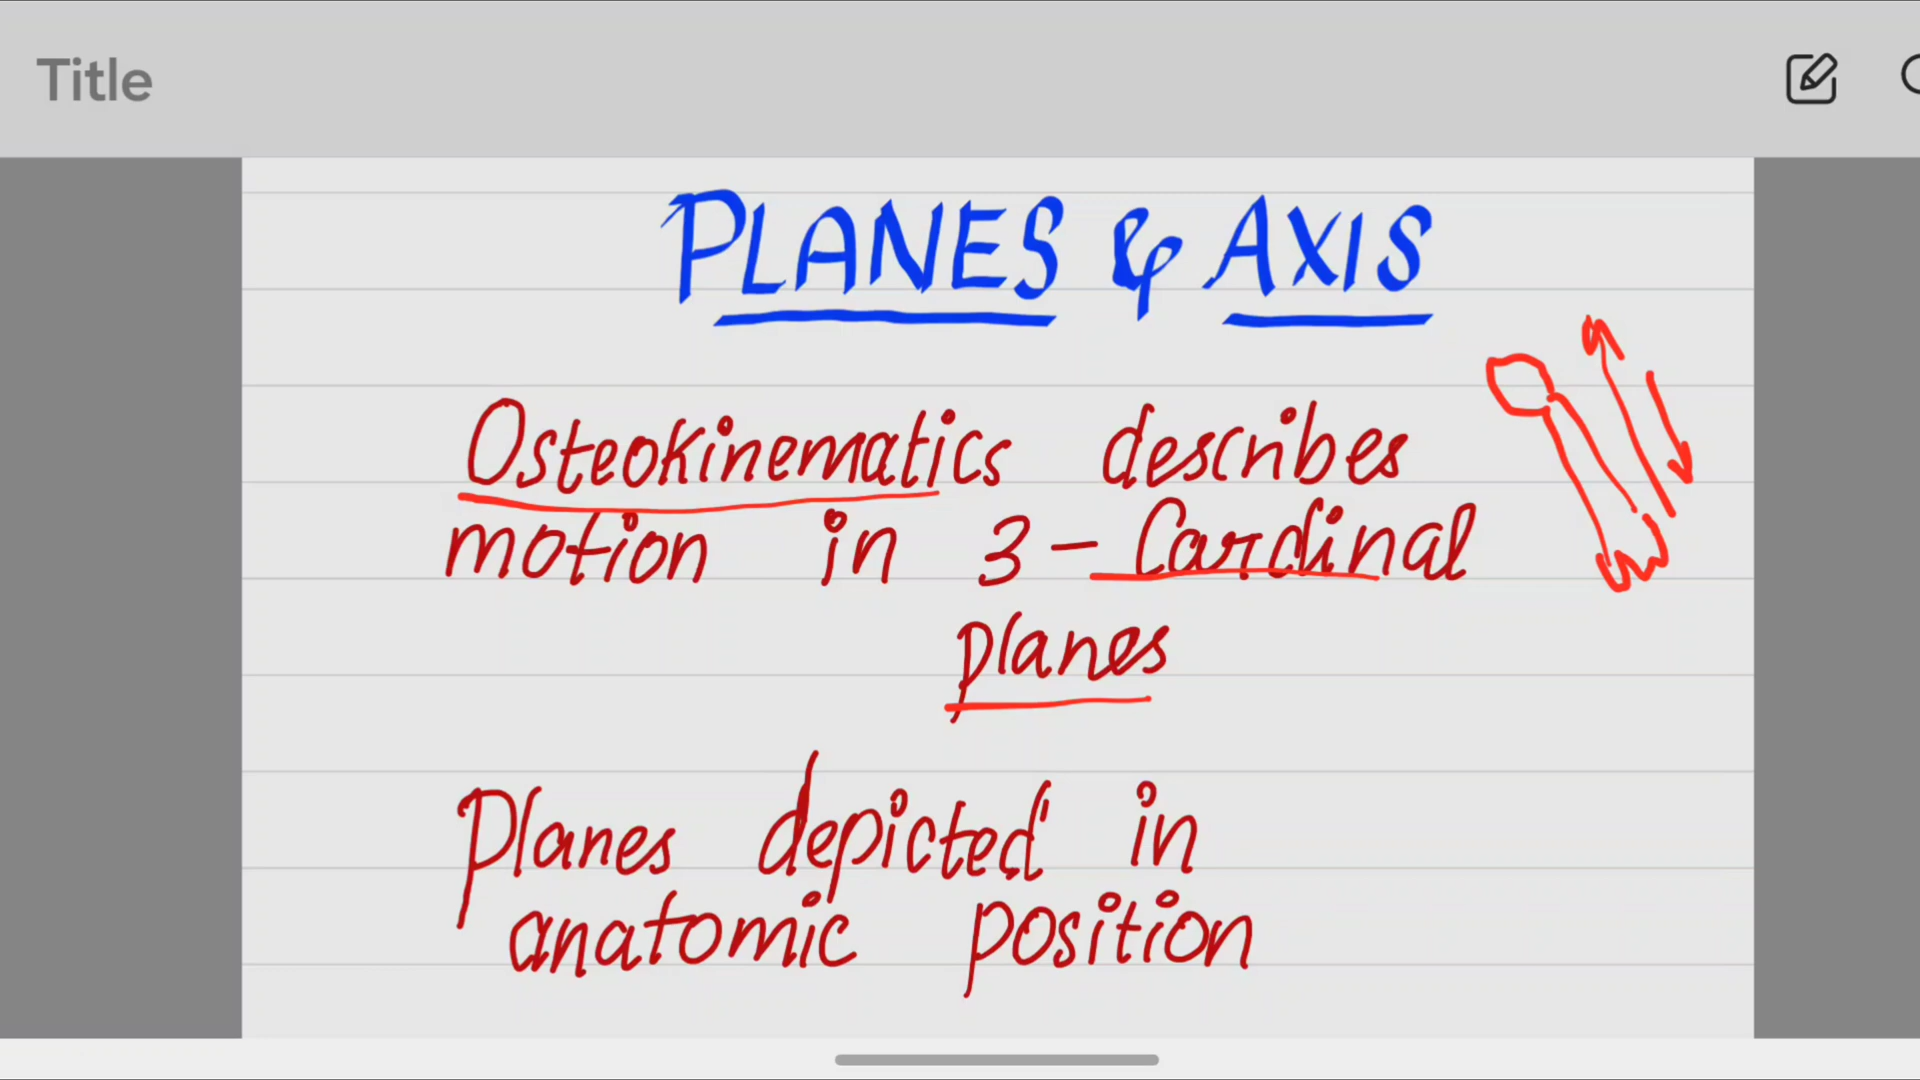 Title
PLANES & AXIS
Osteokinematics describes
motion in 3 - Cardinal
planes
Planes depicted in
anatomic position